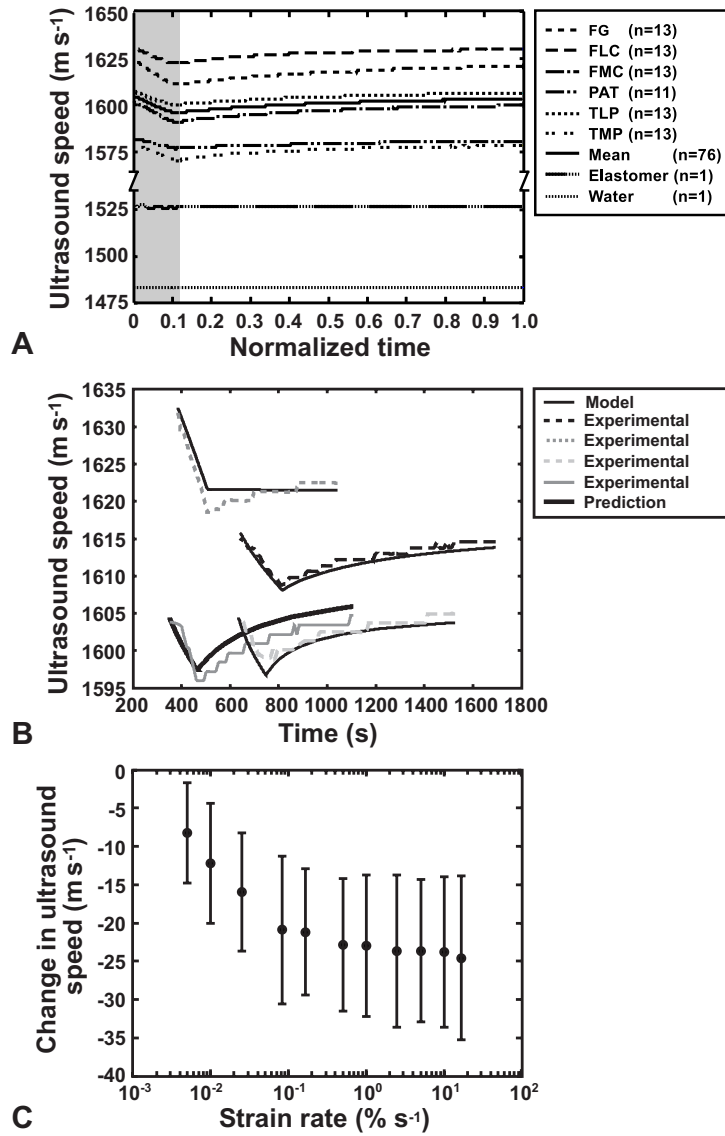 1650
1625
1600
1575
1525
1500
1475
Ultrasound speed (m s-1)
0 0.1 0.2 0.3 0.4 0.5 0.6 0.7 0.8 0.9 1.0
Normalized time
A
FG (n=13)
FLC (n=13)
FMC (n=13)
PAT (n=11)
TLP (n=13)
TMP (n=13)
Mean (n=76)
Elastomer (n=1)
Water (n=1)
1635
1630
1625
1620
1615
1610
1605
1600
1595
Ultrasound speed (m s-1)
200 400 600 800 1000 1200 1400 1600 1800
Time (s)
B
Model
Experimental
Experimental
Experimental
Experimental
Prediction
0
-5
-10
-15
-20
-25
-30
-35
-40
Change in ultrasound
speed (m s-1)
10-3 10-2 10-1 100 101 102
Strain rate (% s-1)
C